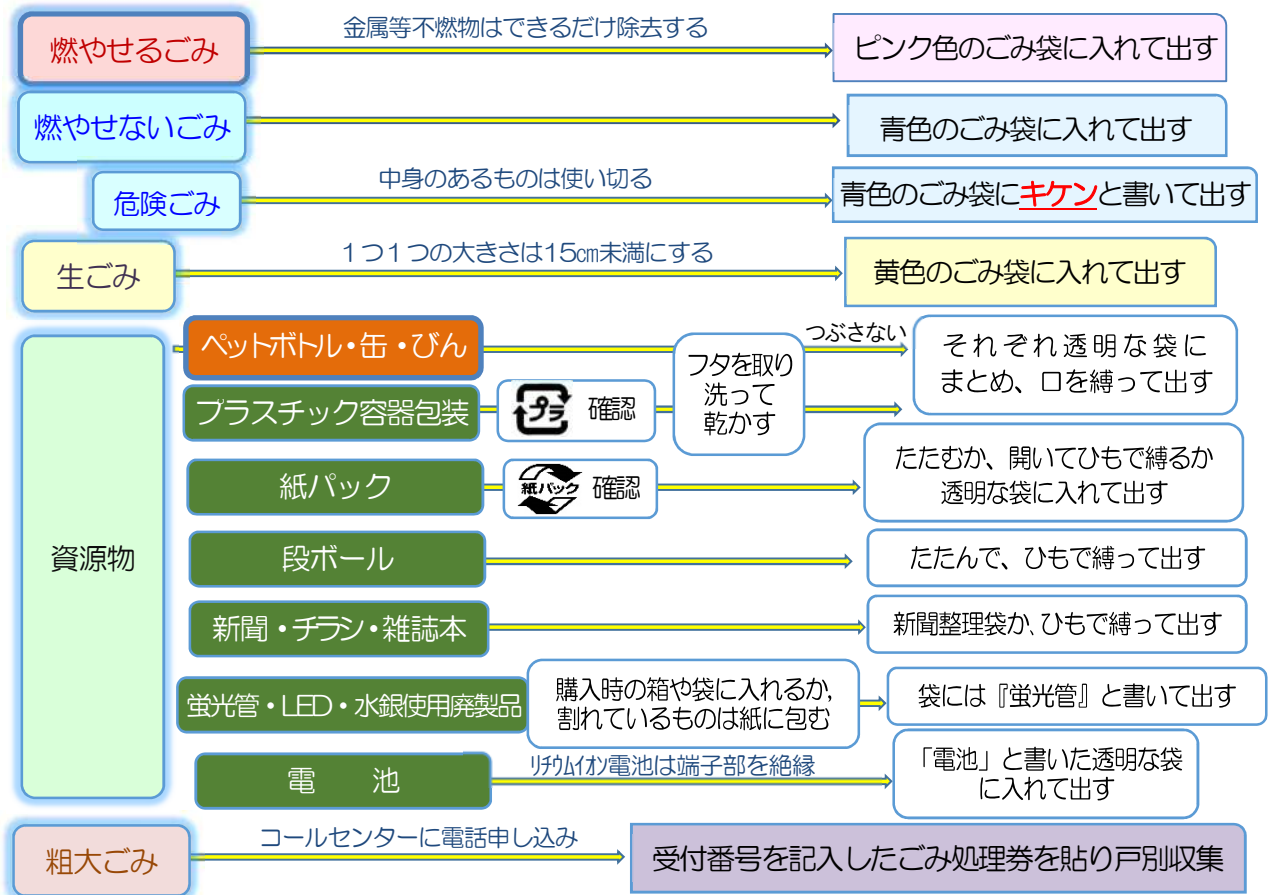 燃やせるごみ
金属等不燃物はできるだけ除去する
ピンク色のごみ袋に入れて出す
燃やせないごみ
青色のごみ袋に入れて出す
危険ごみ
中身のあるものは使い切る
青色のごみ袋にキケンと書いて出す
生ごみ
1つ1つの大きさは15㎝未満にする
黄色のごみ袋に入れて出す
資源物
ペットボトル・缶・びん
フタを取り
洗って
乾かす
つぶさない
それぞれ透明な袋に
まとめ、口を縛って出す
プラスチック容器包装
プラ 確認
紙パック
紙パック 確認
たたむか、開いてひもで縛るか
透明な袋に入れて出す
段ボール
たたんで、ひもで縛って出す
新聞・チラシ・雑誌本
新聞整理袋か、ひもで縛って出す
蛍光管・LED・水銀使用廃製品
購入時の箱や袋に入れるか,
割れているものは紙に包む
袋には『蛍光管』と書いて出す
電 池
リチウムイオン電池は端子部を絶縁
「電池」と書いた透明な袋
に入れて出す
粗大ごみ
コールセンターに電話申し込み
受付番号を記入したごみ処理券を貼り戸別収集